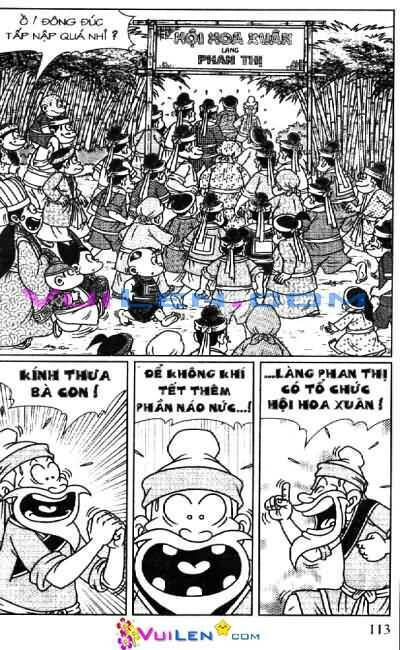 Ồ! ĐÔNG ĐÚC
TẤP NẬP QUÁ NHỈ?
HỘI HOA XUÂN
LÀNG
PHAN THỊ
VUILEN.COM
KÍNH THƯA
BÀ CON!
ĐỂ KHÔNG KHÍ
TẾT THÊM
PHẦN NÁO NỨC...!
...LÀNG PHAN THỊ
CÓ TỔ CHỨC
HỘI HOA XUÂN!
113
VUILEN.COM